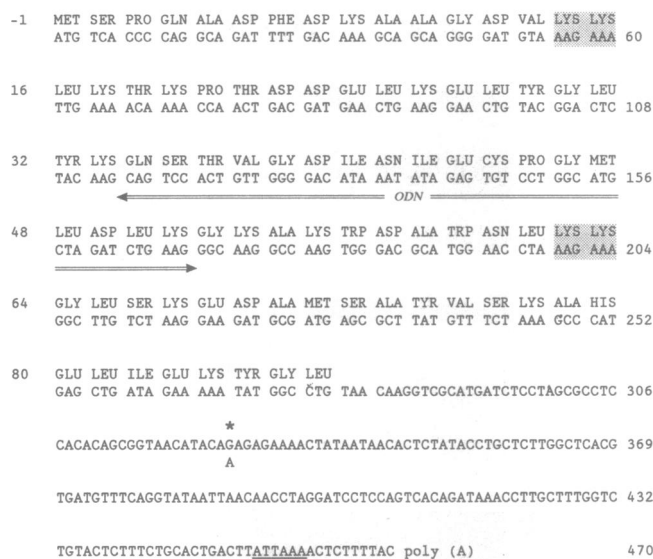 -1 MET SER PRO GLN ALA ASP PHE ASP LYS ALA ALA GLY ASP VAL LYS LYS
ATG TCA CCC CAG GCA GAT TTT GAC AAA GCA GCA GGG GAT GTA AAG AAA 60
16 LEU LYS THR LYS PRO THR ASP ASP GLU LEU LYS GLU LEU TYR GLY LEU
TTG AAA ACA AAA CCA ACT GAC GAT GAA CTG AAG GAA CTG TAC GGA CTC 108
32 TYR LYS GLN SER THR VAL GLY ASP ILE ASN ILE GLU CYS PRO GLY MET
TAC AAG CAG TCC ACT GTT GGG GAC ATA AAT ATA GAG TGT CCT GGC ATG 156
ODN
48 LEU ASP LEU LYS GLY LYS ALA LYS TRP ASP ALA TRP ASN LEU LYS LYS
CTA GAT CTG AAG GGC AAG GCC AAG TGG GAC GCA TGG AAC CTA AAG AAA 204
64 GLY LEU SER LYS GLU ASP ALA MET SER ALA TYR VAL SER LYS ALA HIS
GGC TTG TCT AAG GAA GAT GCG ATG AGC GCT TAT GTT TCT AAA GCC CAT 252
80 GLU LEU ILE GLU LYS TYR GLY LEU
GAG CTG ATA GAA AAA TAT GGC CTG TAA CAAGGTCGCATGATCTCCTAGCGCCTC 306
*
CACACAGCGGTAACATACAGAGAGAAAACTATAATAACACTCTATACCTGCTCTTGGCTCACG 369
A
TGATGTTTCAGGTATAATTAACAACCTAGGATCCTCCAGTCACAGATAAACCTTGCTTTGGTC 432
TGTACTCTTTCTGCACTGACTTATTAAAACTCTTTTAC poly (A) 470